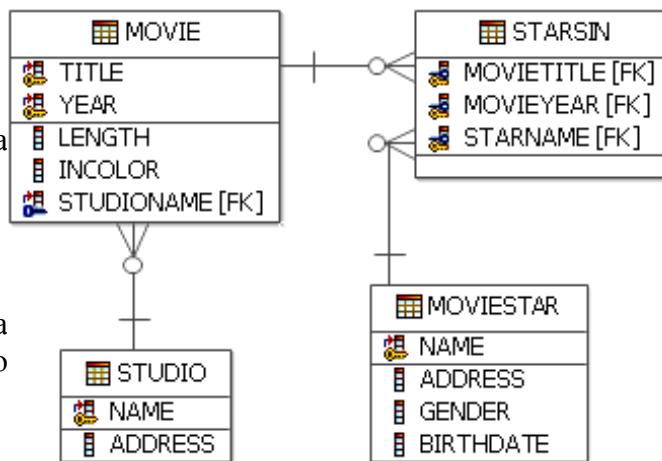 MOVIE
TITLE
YEAR
LENGTH
INCOLOR
STUDIONAME [FK]
STARSIN
MOVIETITLE [FK]
MOVIEYEAR [FK]
STARNAME [FK]
a
a
o
STUDIO
NAME
ADDRESS
MOVIESTAR
NAME
ADDRESS
GENDER
BIRTHDATE